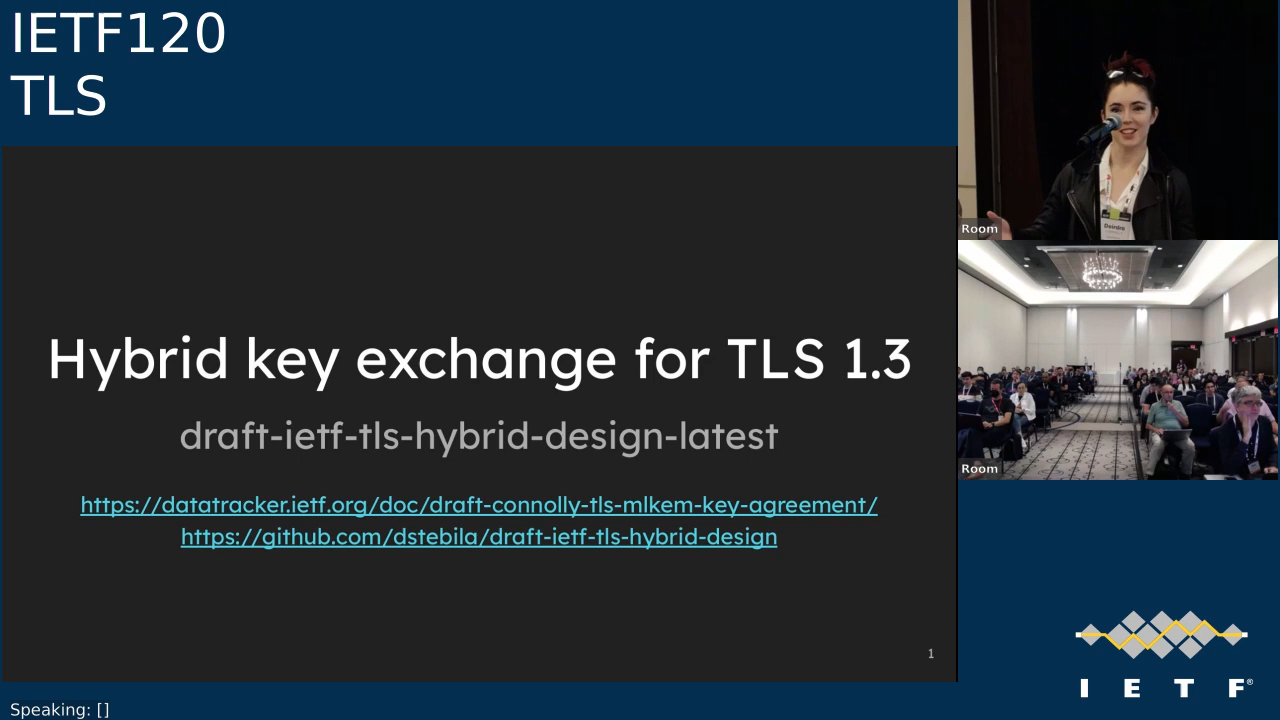 IETF120
TLS
Hybrid key exchange for TLS 1.3
draft-ietf-tls-hybrid-design-latest
https://datatracker.ietf.org/doc/draft-connolly-tls-mlkem-key-agreement/
https://github.com/dstebila/draft-ietf-tls-hybrid-design
1
Speaking: []
Deirdre
Room
Room
I E T F®